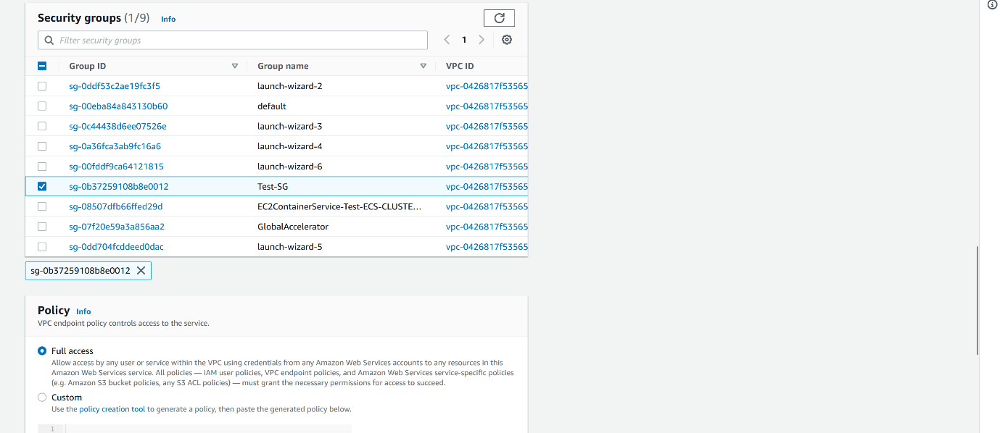 Security groups (1/9) Info
Filter security groups
1
Group ID Group name VPC ID
sg-0ddf53c2ae19fc3f5 launch-wizard-2 vpc-0426817f53565
sg-00eba84a843130b60 default vpc-0426817f53565
sg-0c44438d6ee07526e launch-wizard-3 vpc-0426817f53565
sg-0a36fca3ab9fc16a6 launch-wizard-4 vpc-0426817f53565
sg-00fddf9ca64121815 launch-wizard-6 vpc-0426817f53565
sg-0b37259108b8e0012 Test-SG vpc-0426817f53565
sg-08507dfb66ffed29d EC2ContainerService-Test-ECS-CLUSTE... vpc-0426817f53565
sg-07f20e59a3a856aa2 GlobalAccelerator vpc-0426817f53565
sg-0dd704fcddeed0dac launch-wizard-5 vpc-0426817f53565
sg-0b37259108b8e0012
Policy Info
VPC endpoint policy controls access to the service.
Full access
Allow access by any user or service within the VPC using credentials from any Amazon Web Services accounts to any resources in this
Amazon Web Services service. All policies — IAM user policies, VPC endpoint policies, and Amazon Web Services service-specific policies
(e.g. Amazon S3 bucket policies, any S3 ACL policies) — must grant the necessary permissions for access to succeed.
Custom
Use the policy creation tool to generate a policy, then paste the generated policy below.
1